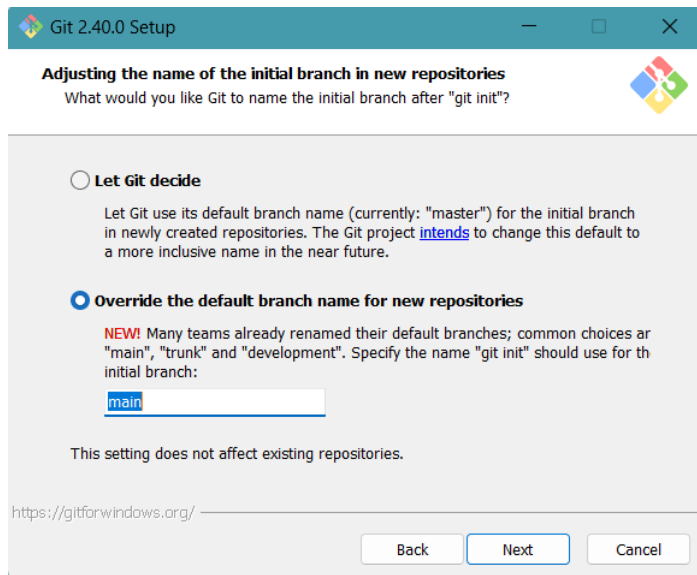 Git 2.40.0 Setup
Adjusting the name of the initial branch in new repositories
What would you like Git to name the initial branch after "git init"?
Let Git decide
Let Git use its default branch name (currently: "master") for the initial branch
in newly created repositories. The Git project intends to change this default to
a more inclusive name in the near future.
Override the default branch name for new repositories
NEW! Many teams already renamed their default branches; common choices ar
"main", "trunk" and "development". Specify the name "git init" should use for th
initial branch:
main
This setting does not affect existing repositories.
https://gitforwindows.org/
Back
Next
Cancel